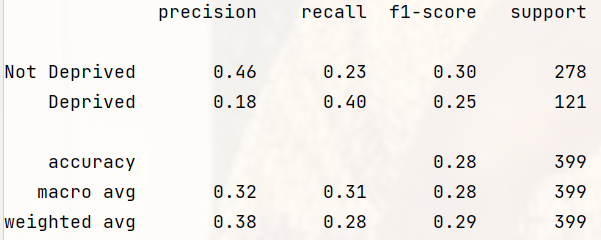 precision recall f1-score support
Not Deprived 0.46 0.23 0.30 278
Deprived 0.18 0.40 0.25 121
accuracy 0.28 399
macro avg 0.32 0.31 0.28 399
weighted avg 0.38 0.28 0.29 399